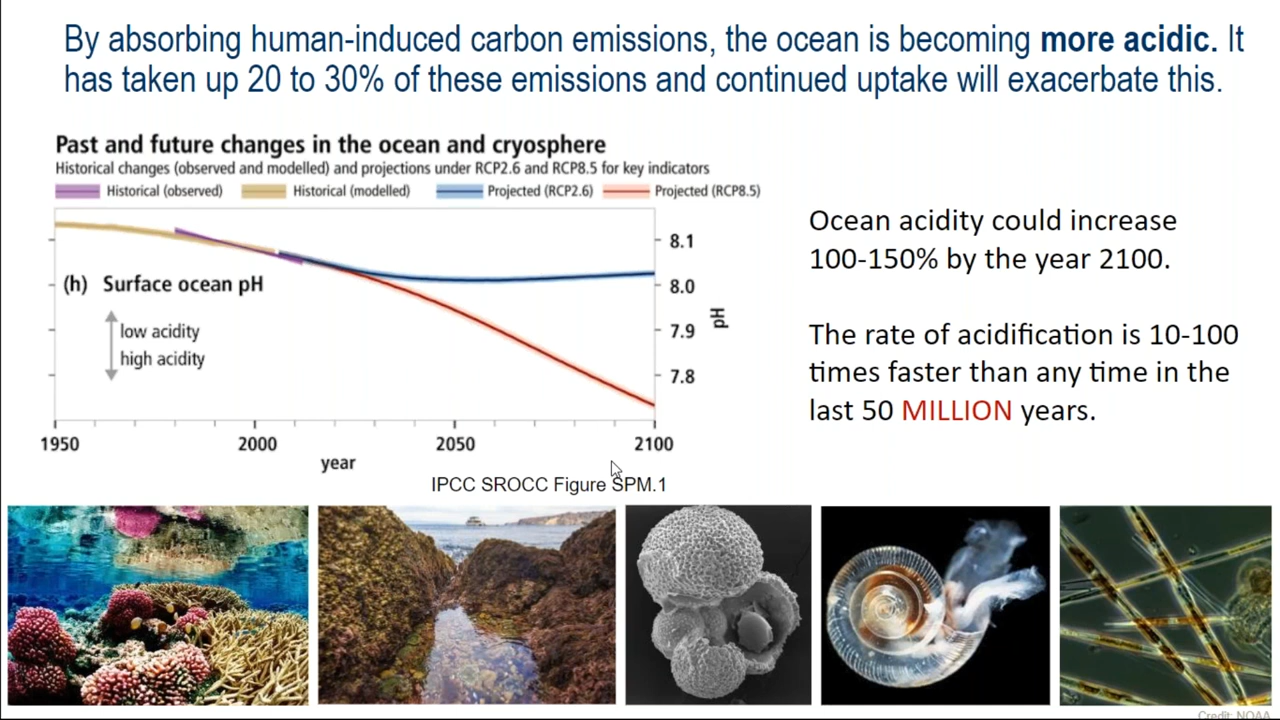 By absorbing human-induced carbon emissions, the ocean is becoming more acidic. It
has taken up 20 to 30% of these emissions and continued uptake will exacerbate this.
Past and future changes in the ocean and cryosphere
Historical changes (observed and modelled) and projections under RCP2.6 and RCP8.5 for key indicators
Historical (observed) Historical (modelled) Projected (RCP2.6) Projected (RCP8.5)
8.1
(h) Surface ocean pH
8.0
low acidity
high acidity
7.9
7.8
pH
1950 2000 2050 2100
year
IPCC SROCC Figure SPM.1
Ocean acidity could increase
100-150% by the year 2100.
The rate of acidification is 10-100
times faster than any time in the
last 50 MILLION years.
Credit: NOAA